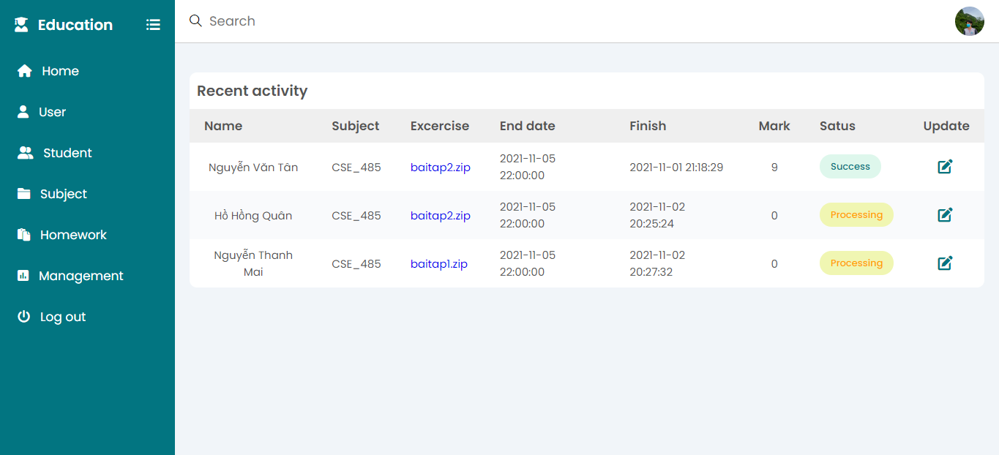 Education
Search
Home
User
Student
Subject
Homework
Management
Log out
Recent activity
Name Subject Excercise End date Finish Mark Satus Update
Nguyễn Văn Tân CSE_485 baitap2.zip 2021-11-05 22:00:00 2021-11-01 21:18:29 9 Success
Hồ Hồng Quân CSE_485 baitap2.zip 2021-11-05 22:00:00 2021-11-02 20:25:24 0 Processing
Nguyễn Thanh Mai CSE_485 baitap1.zip 2021-11-05 22:00:00 2021-11-02 20:27:32 0 Processing